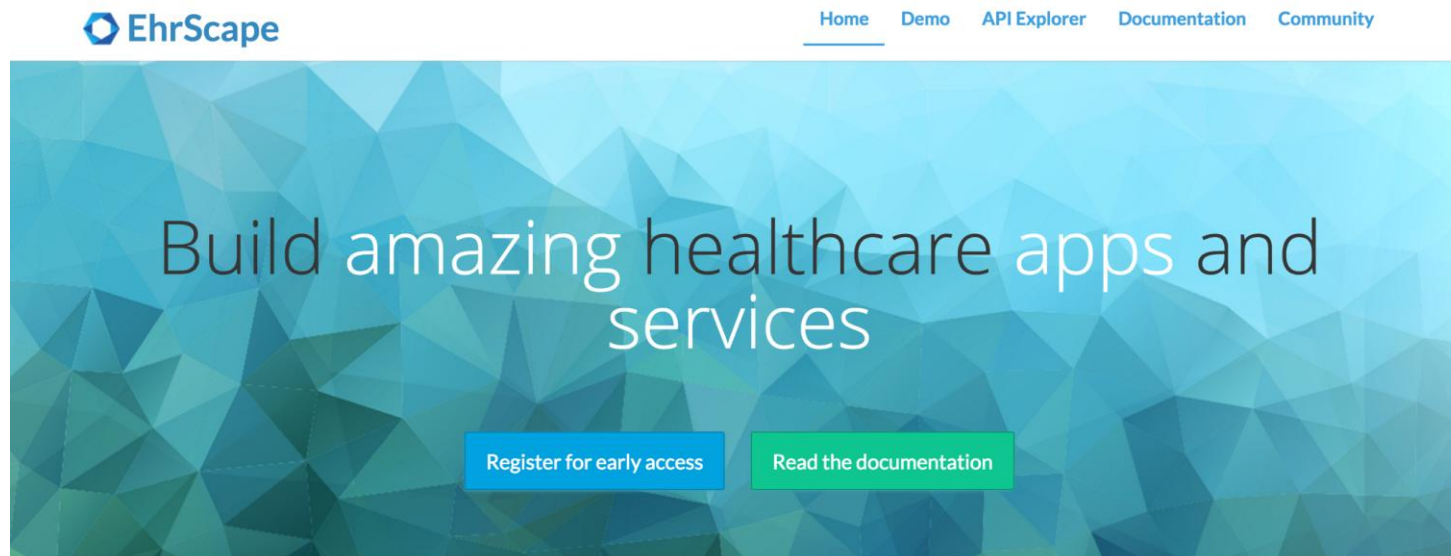 EhrScape
Home Demo API Explorer Documentation Community
Build amazing healthcare apps and
services
Register for early access Read the documentation